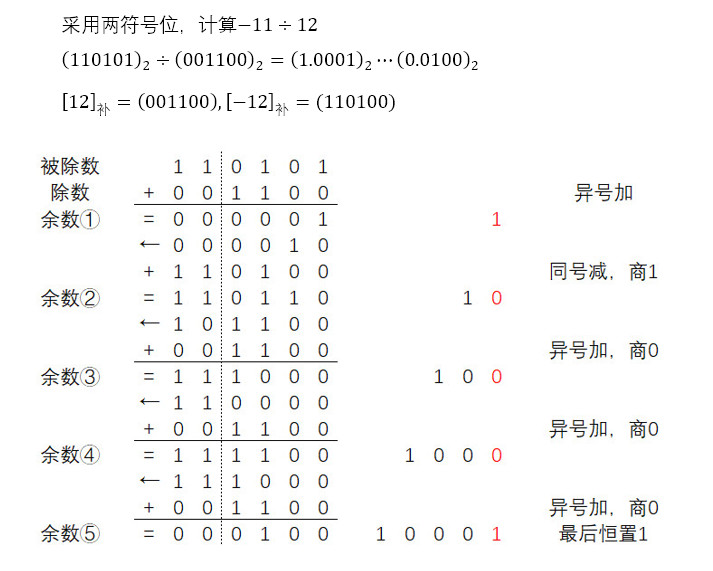 采用两符号位，计算−11 ÷ 12
(110101)₂ ÷ (001100)₂ = (1.0001)₂ ⋯ (0.0100)₂
[12]补 = (001100), [−12]补 = (110100)
被除数 1 1 0 1 0 1
除数 + 0 0 1 1 0 0 异号加
余数① = 0 0 0 0 0 1 1
← 0 0 0 0 1 0
+ 1 1 0 1 0 0 同号减，商1
余数② = 1 1 0 1 1 0 1 0
← 1 0 1 1 0 0
+ 0 0 1 1 0 0 异号加，商0
余数③ = 1 1 1 0 0 0 1 0 0
← 1 1 0 0 0 0
+ 0 0 1 1 0 0 异号加，商0
余数④ = 1 1 1 1 0 0 1 0 0 0
← 1 1 1 0 0 0
+ 0 0 1 1 0 0 异号加，商0
余数⑤ = 0 0 0 1 0 0 1 0 0 0 1 最后恒置1